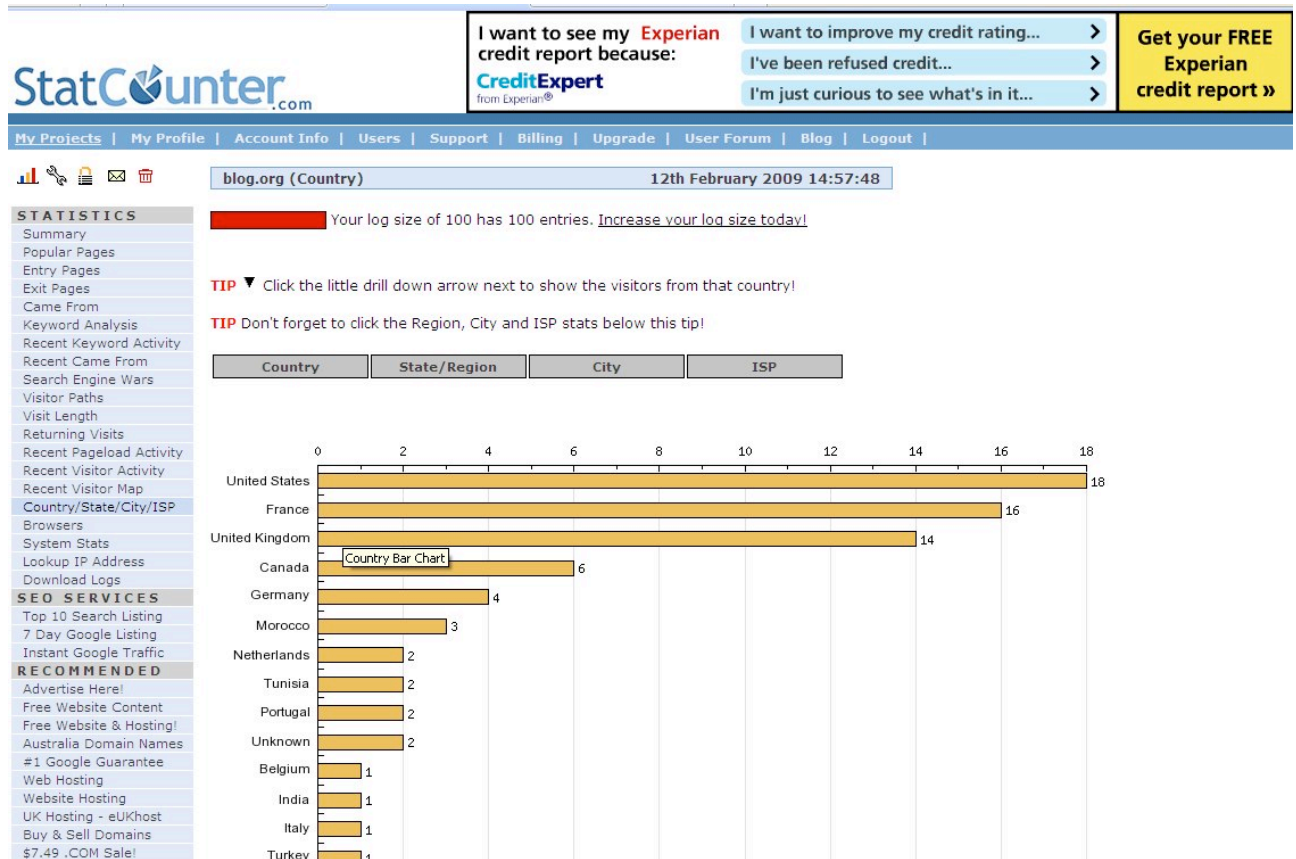 I want to see my Experian
credit report because:
CreditExpert
from Experian®
I want to improve my credit rating...
I've been refused credit...
I'm just curious to see what's in it...
Get your FREE
Experian
credit report »
StatCounter.com
My Projects | My Profile | Account Info | Users | Support | Billing | Upgrade | User Forum | Blog | Logout |
blog.org (Country) 12th February 2009 14:57:48
STATISTICS
Summary
Popular Pages
Entry Pages
Exit Pages
Came From
Keyword Analysis
Recent Keyword Activity
Recent Came From
Search Engine Wars
Visitor Paths
Visit Length
Returning Visits
Recent Pageload Activity
Recent Visitor Activity
Recent Visitor Map
Country/State/City/ISP
Browsers
System Stats
Lookup IP Address
Download Logs
SEO SERVICES
Top 10 Search Listing
7 Day Google Listing
Instant Google Traffic
RECOMMENDED
Advertise Here!
Free Website Content
Free Website & Hosting!
Australia Domain Names
#1 Google Guarantee
Web Hosting
Website Hosting
UK Hosting - eUKhost
Buy & Sell Domains
$7.49 .COM Sale!
Your log size of 100 has 100 entries. Increase your log size today!
TIP ▼ Click the little drill down arrow next to show the visitors from that country!
TIP Don't forget to click the Region, City and ISP stats below this tip!
Country State/Region City ISP
0 2 4 6 8 10 12 14 16 18
United States 18
France 16
United Kingdom 14
Country Bar Chart
Canada 6
Germany 4
Morocco 3
Netherlands 2
Tunisia 2
Portugal 2
Unknown 2
Belgium 1
India 1
Italy 1
Turkey 1